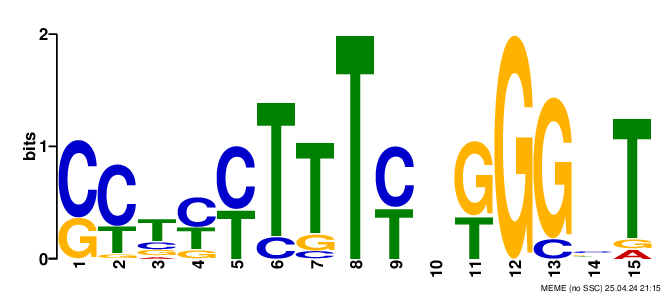 2
bits
1
0
C C T C C T T T C G G G T
G T C T T C G T T C G
G G G C A
A
1 2 3 4 5 6 7 8 9 10 11 12 13 14 15
MEME (no SSC) 25.04.24 21:15